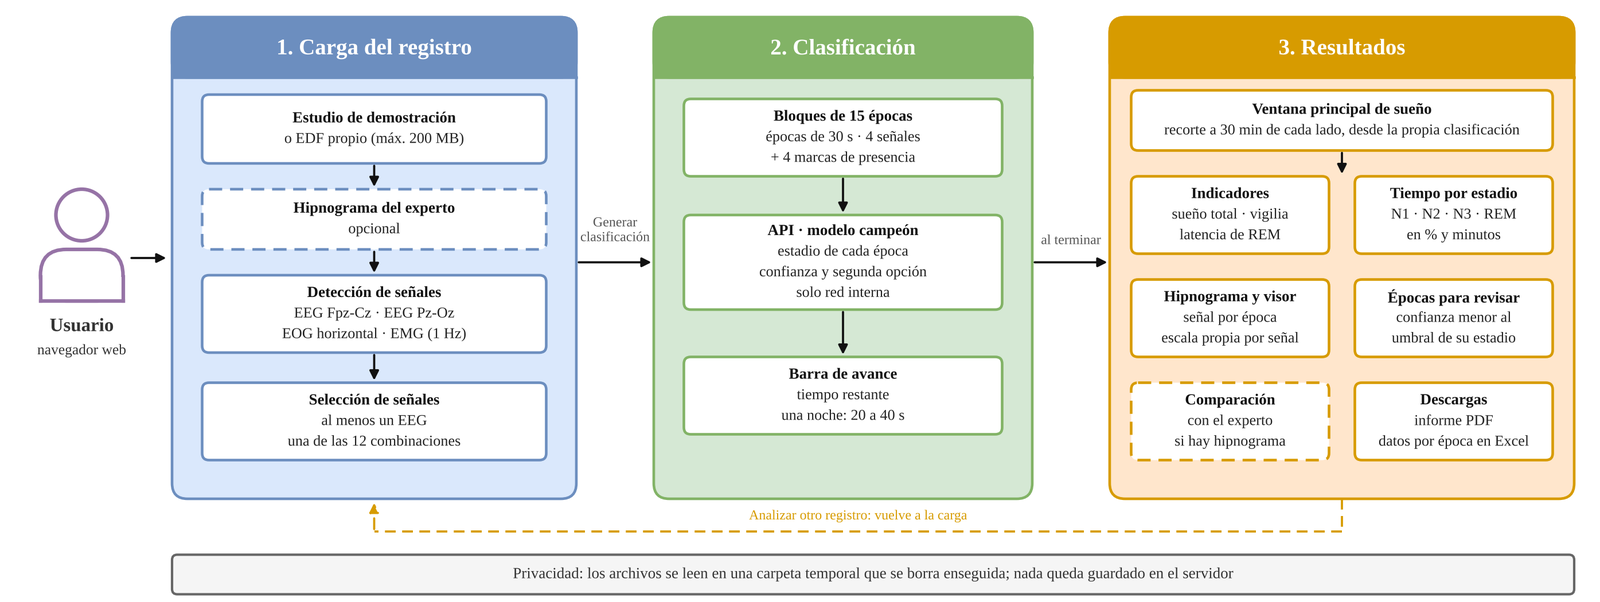 Usuario
navegador web
1. Carga del registro
Estudio de demostración
o EDF propio (máx. 200 MB)
Hipnograma del experto
opcional
Detección de señales
EEG Fpz-Cz · EEG Pz-Oz
EOG horizontal · EMG (1 Hz)
Selección de señales
al menos un EEG
una de las 12 combinaciones
Generar
clasificación
2. Clasificación
Bloques de 15 épocas
épocas de 30 s · 4 señales
+ 4 marcas de presencia
API · modelo campeón
estadio de cada época
confianza y segunda opción
solo red interna
Barra de avance
tiempo restante
una noche: 20 a 40 s
al terminar
3. Resultados
Ventana principal de sueño
recorte a 30 min de cada lado, desde la propia clasificación
Indicadores
sueño total · vigilia
latencia de REM
Tiempo por estadio
N1 · N2 · N3 · REM
en % y minutos
Hipnograma y visor
señal por época
escala propia por señal
Épocas para revisar
confianza menor al
umbral de su estadio
Comparación
con el experto
si hay hipnograma
Descargas
informe PDF
datos por época en Excel
Analizar otro registro: vuelve a la carga
Privacidad: los archivos se leen en una carpeta temporal que se borra enseguida; nada queda guardado en el servidor